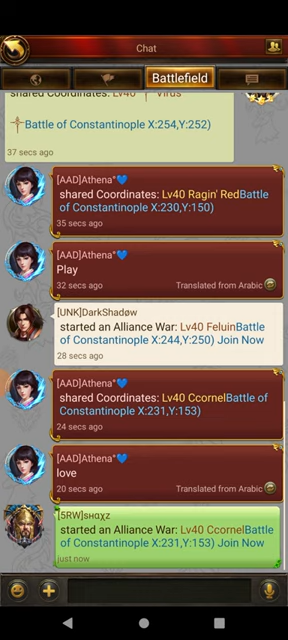 Chat
Battlefield
shared Coordinates: Lv40 Virus
Battle of Constantinople X:254,Y:252)
37 secs ago
[AAD]Athena*💙
shared Coordinates: Lv40 Ragin' RedBattle
of Constantinople X:230,Y:150)
35 secs ago
[AAD]Athena*💙
Play
32 secs ago Translated from Arabic
[UNK]DarkShadøw
started an Alliance War: Lv40 FeluinBattle
of Constantinople X:244,Y:250) Join Now
28 secs ago
[AAD]Athena*💙
shared Coordinates: Lv40 CcornelBattle of
Constantinople X:231,Y:153)
24 secs ago
[AAD]Athena*💙
love
20 secs ago Translated from Arabic
[5RW]sнαχz
started an Alliance War: Lv40 CcornelBattle
of Constantinople X:231,Y:153) Join Now
just now